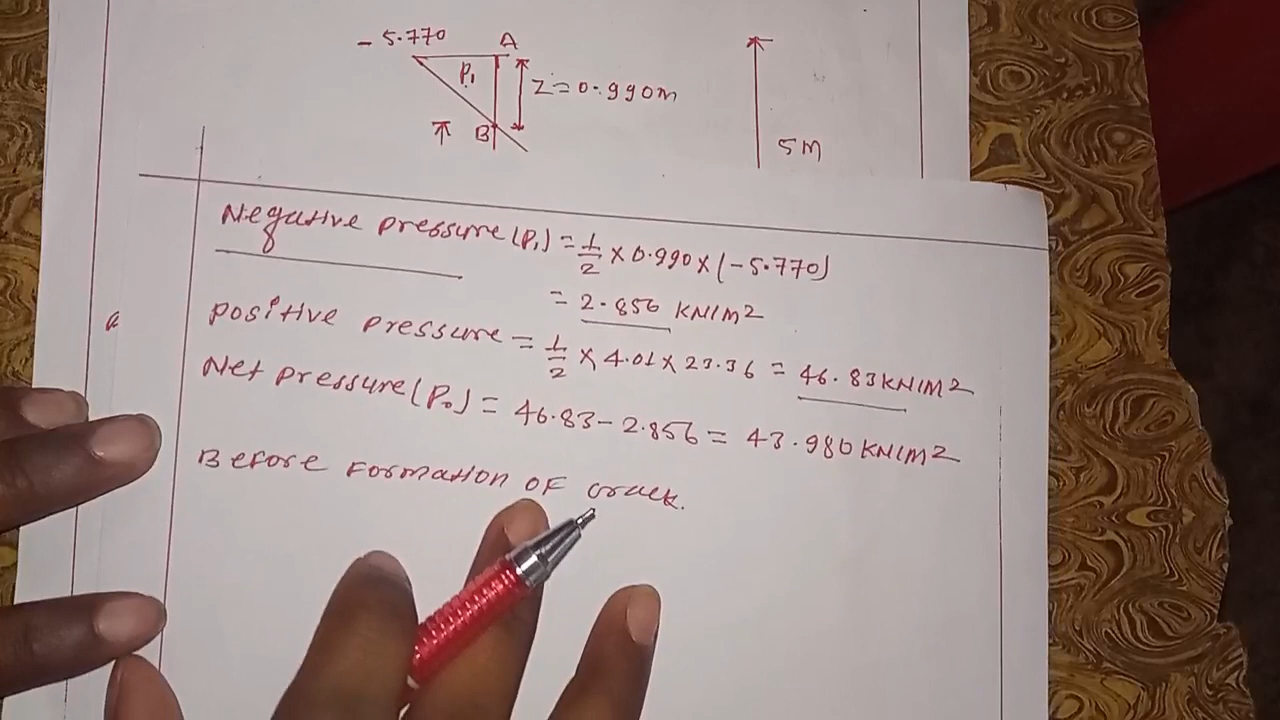 - 5.770 A
P1 Z=0.990m
B
5M
Negative pressure(P1) = 1/2 × 0.990 × (-5.770)
= 2.856 KN/M2
Positive pressure = 1/2 × 4.01 × 23.36 = 46.83 KN/M2
Net pressure(Po) = 46.83 - 2.856 = 43.980 KN/M2
Before Formation OF crack.